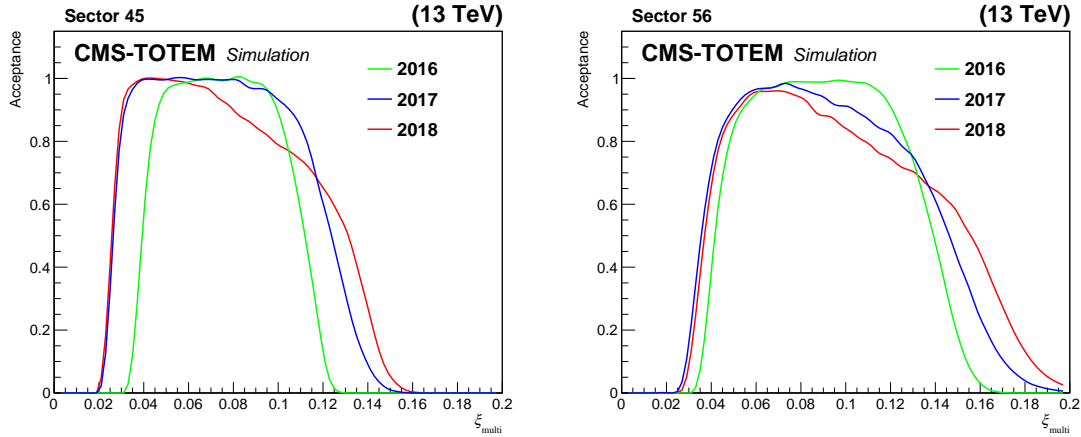 Sector 45
(13 TeV)
CMS-TOTEM Simulation
Acceptance
2016
2017
2018
1
0.8
0.6
0.4
0.2
0
0 0.02 0.04 0.06 0.08 0.1 0.12 0.14 0.16 0.18 0.2
ξmulti
Sector 56
(13 TeV)
CMS-TOTEM Simulation
Acceptance
2016
2017
2018
1
0.8
0.6
0.4
0.2
0
0 0.02 0.04 0.06 0.08 0.1 0.12 0.14 0.16 0.18 0.2
ξmulti